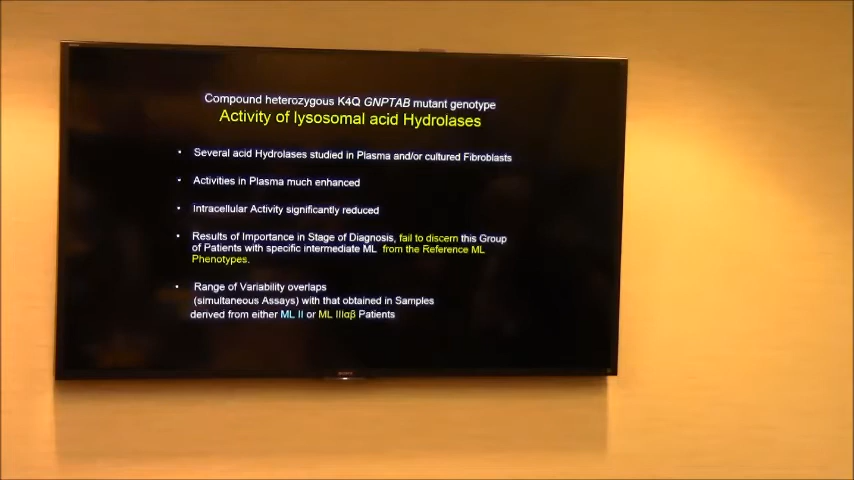 Compound heterozygous K4Q GNPTAB mutant genotype
Activity of lysosomal acid Hydrolases
• Several acid Hydrolases studied in Plasma and/or cultured Fibroblasts
• Activities in Plasma much enhanced
• Intracellular Activity significantly reduced
• Results of Importance in Stage of Diagnosis, fail to discern this Group
of Patients with specific intermediate ML from the Reference ML
Phenotypes.
• Range of Variability overlaps
(simultaneous Assays) with that obtained in Samples
derived from either ML II or ML IIIαβ Patients
SONY